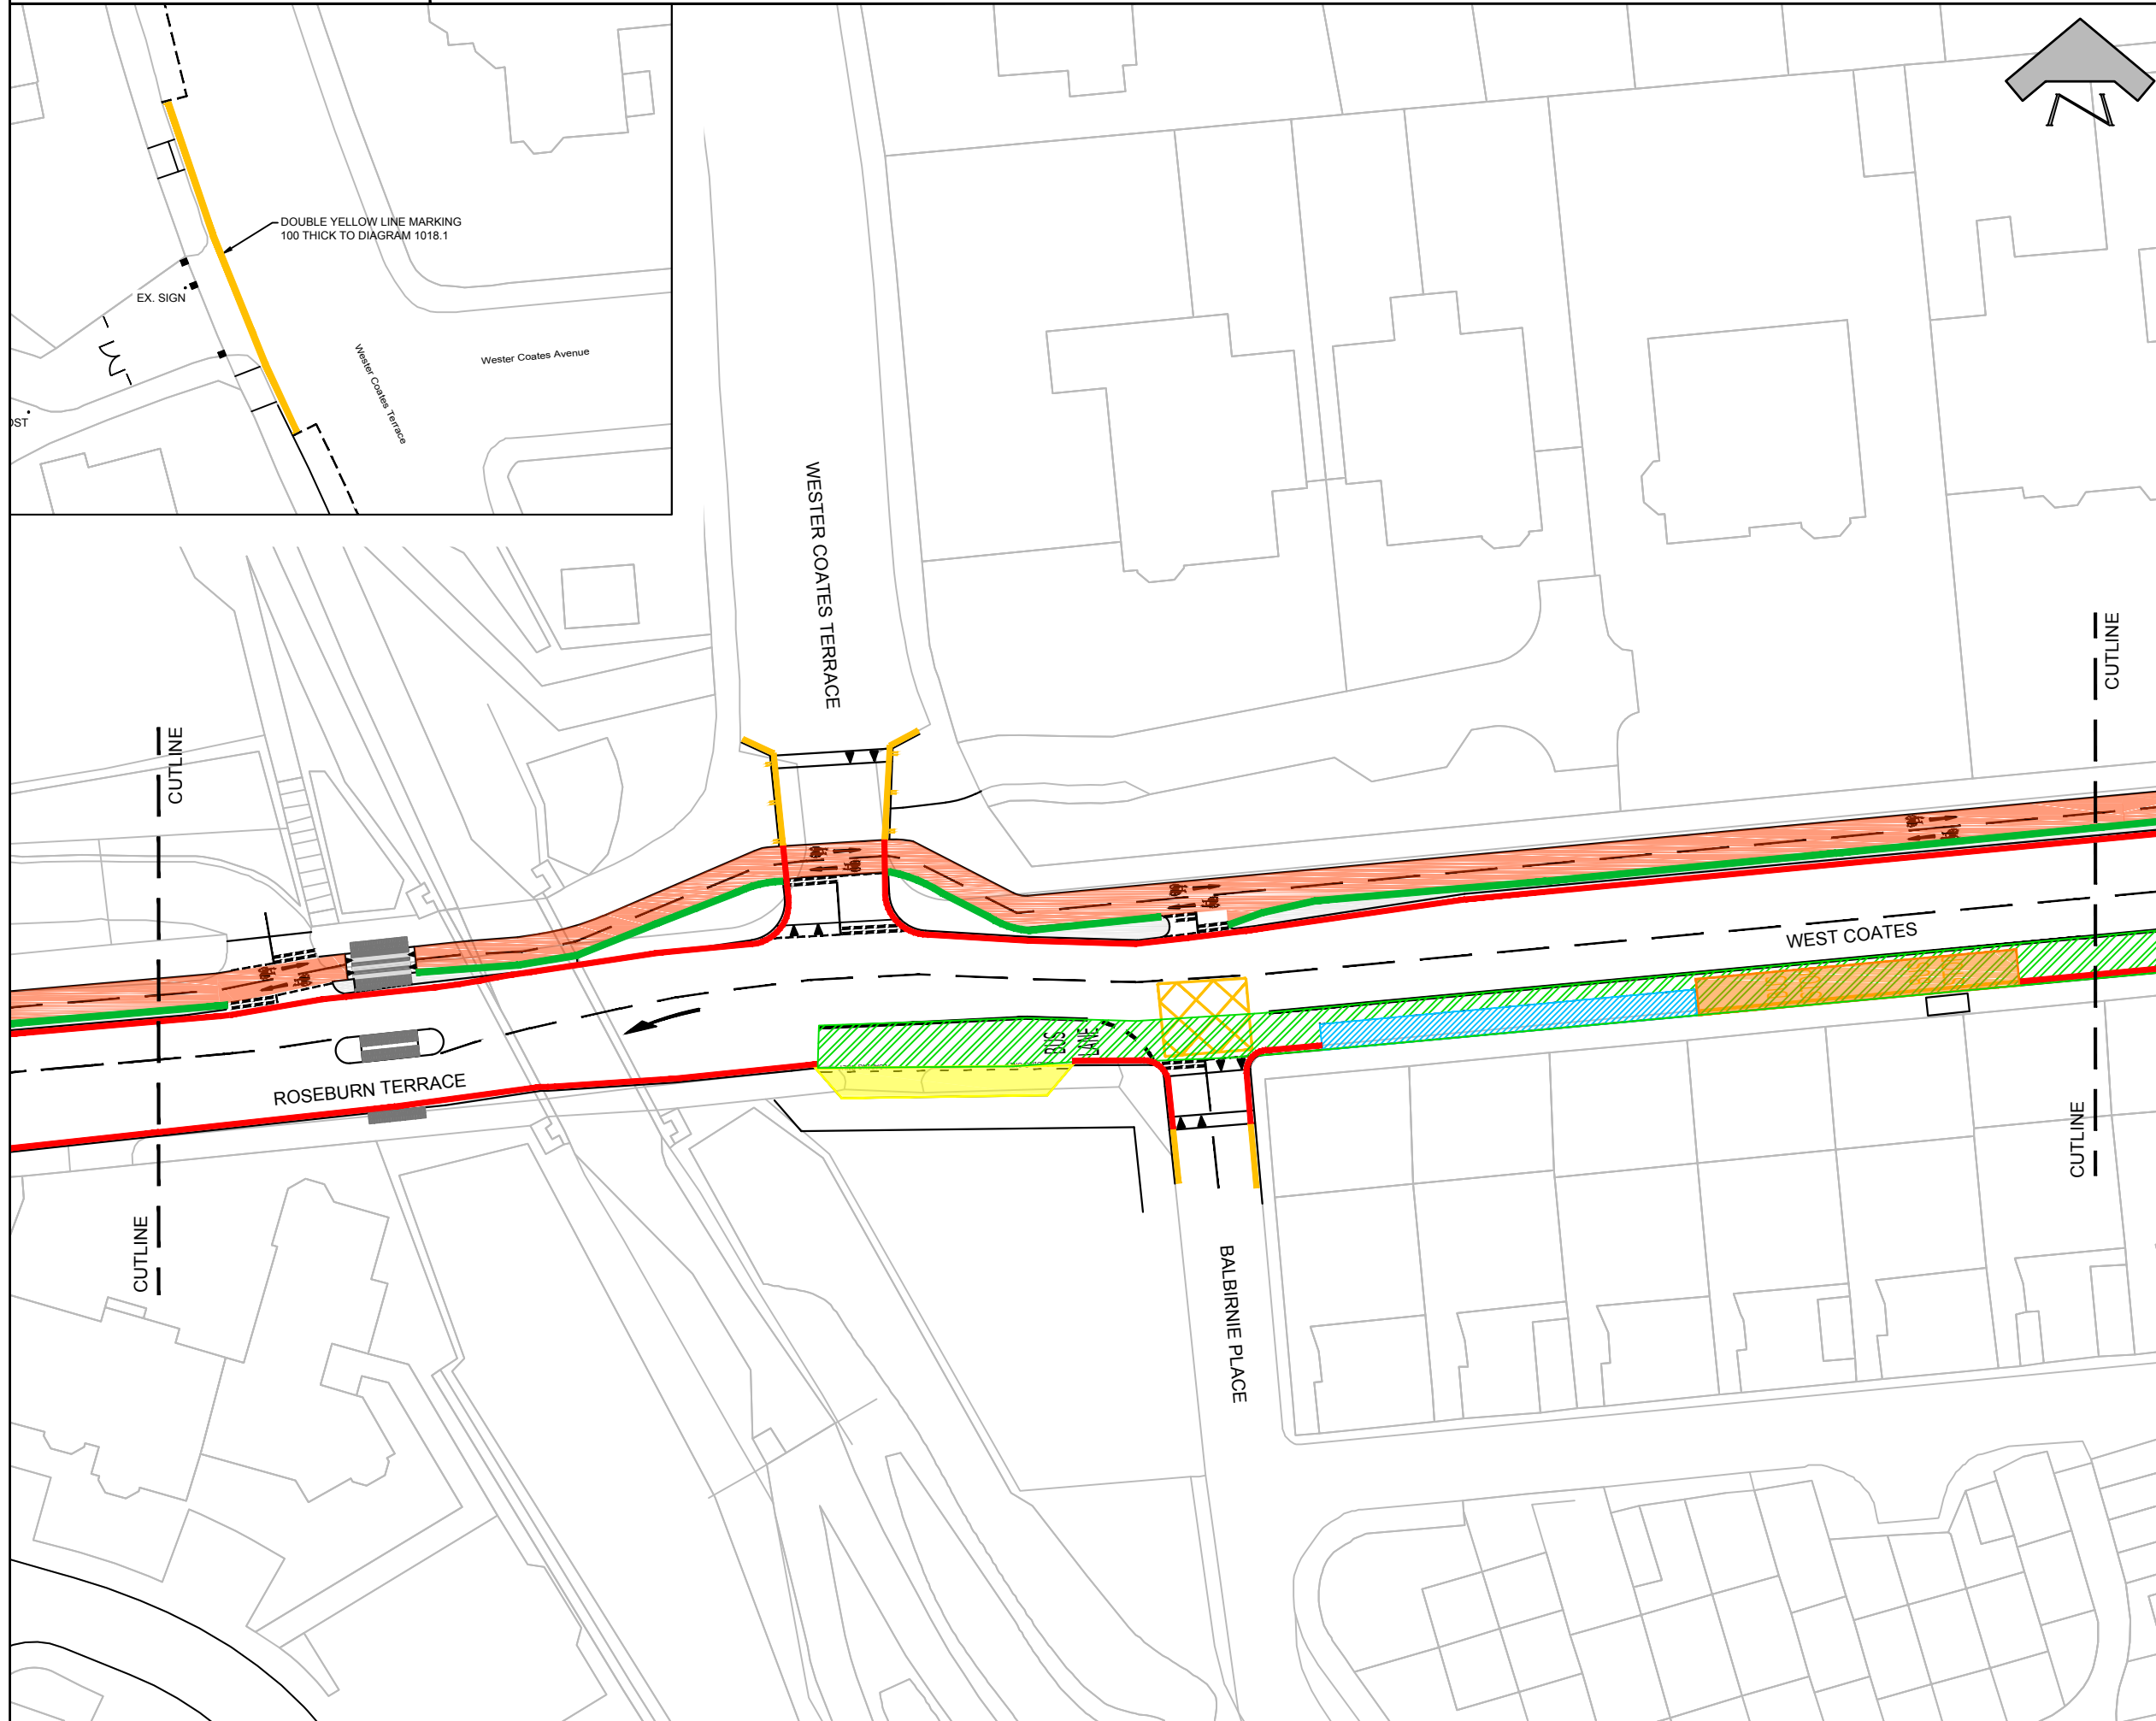 DOUBLE YELLOW LINE MARKING
100 THICK TO DIAGRAM 1018.1
EX. SIGN
Wester Coates Terrace
Wester Coates Avenue
OST
N
WESTER COATES TERRACE
CUTLINE
CUTLINE
WEST COATES
BUS
LANE
ROSEBURN TERRACE
CUTLINE
CUTLINE
BALBIRNIE PLACE